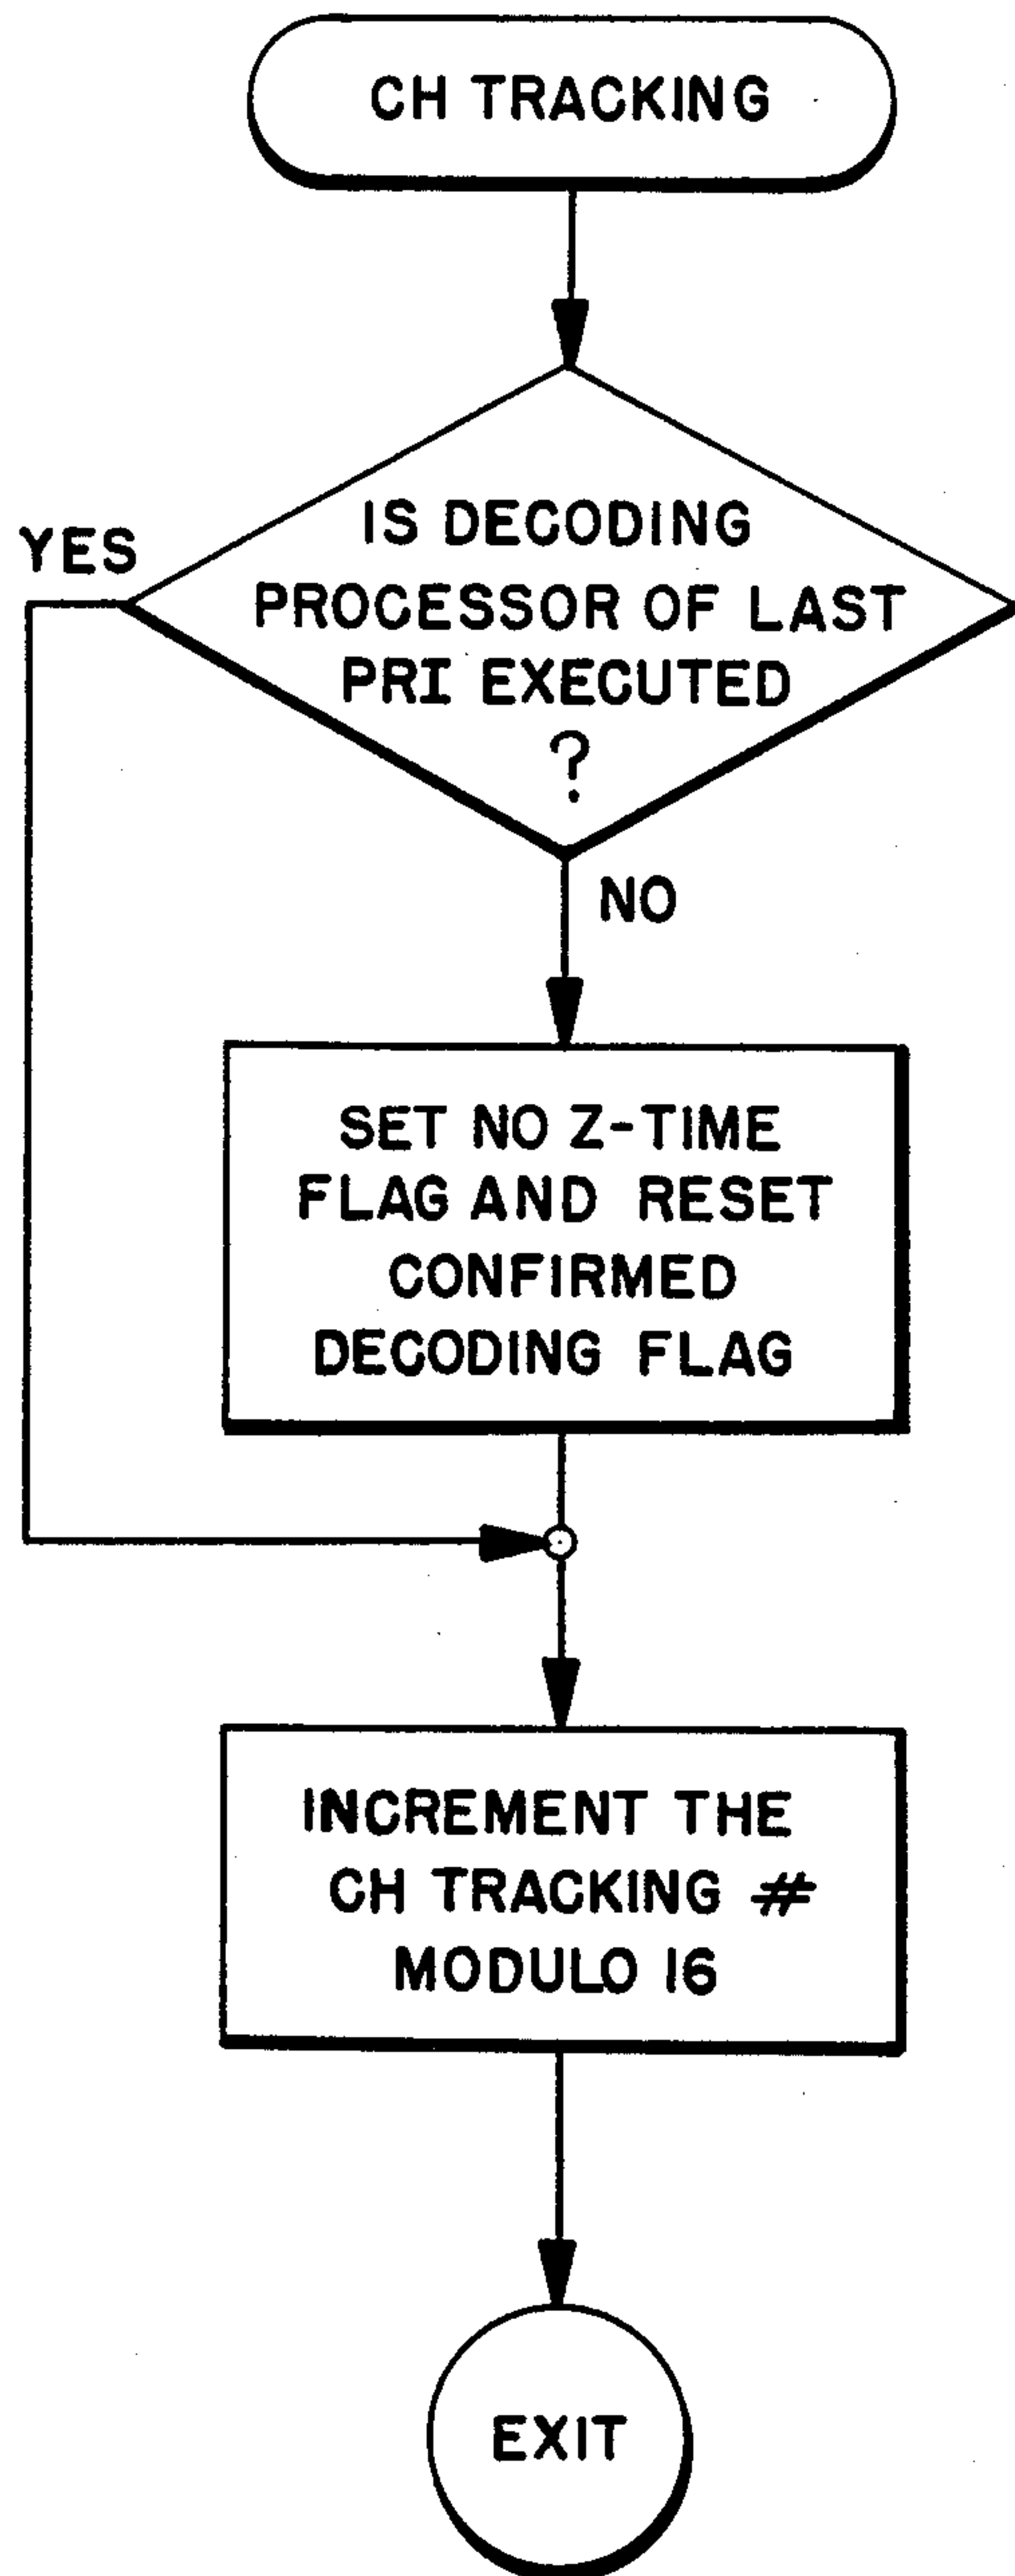 CH TRACKING
IS DECODING
YES
PROCESSOR OF LAST
PRI EXECUTED
?
NO
SET NO Z-TIME
FLAG AND RESET
CONFIRMED
DECODING FLAG
INCREMENT THE
CH TRACKING #
MODULO 16
EXIT